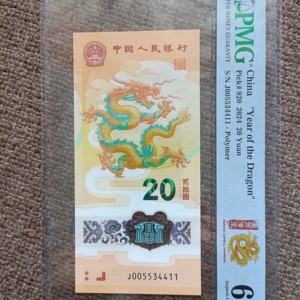 中国人民银行
20
贰拾圆
J005534411
PMG
China "Year of the Dragon"
Pick# 920 2024 20 Yuan
S/N J005534411 - Polymer
6